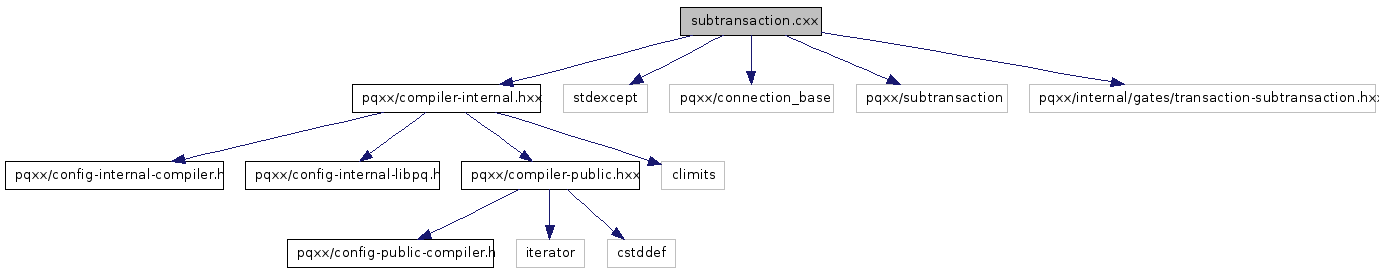 subtransaction.cxx
pqxx/compiler-internal.hxx
stdexcept
pqxx/connection_base
pqxx/subtransaction
pqxx/internal/gates/transaction-subtransaction.hxx
pqxx/config-internal-compiler.h
pqxx/config-internal-libpq.h
pqxx/compiler-public.hxx
climits
pqxx/config-public-compiler.h
iterator
cstddef